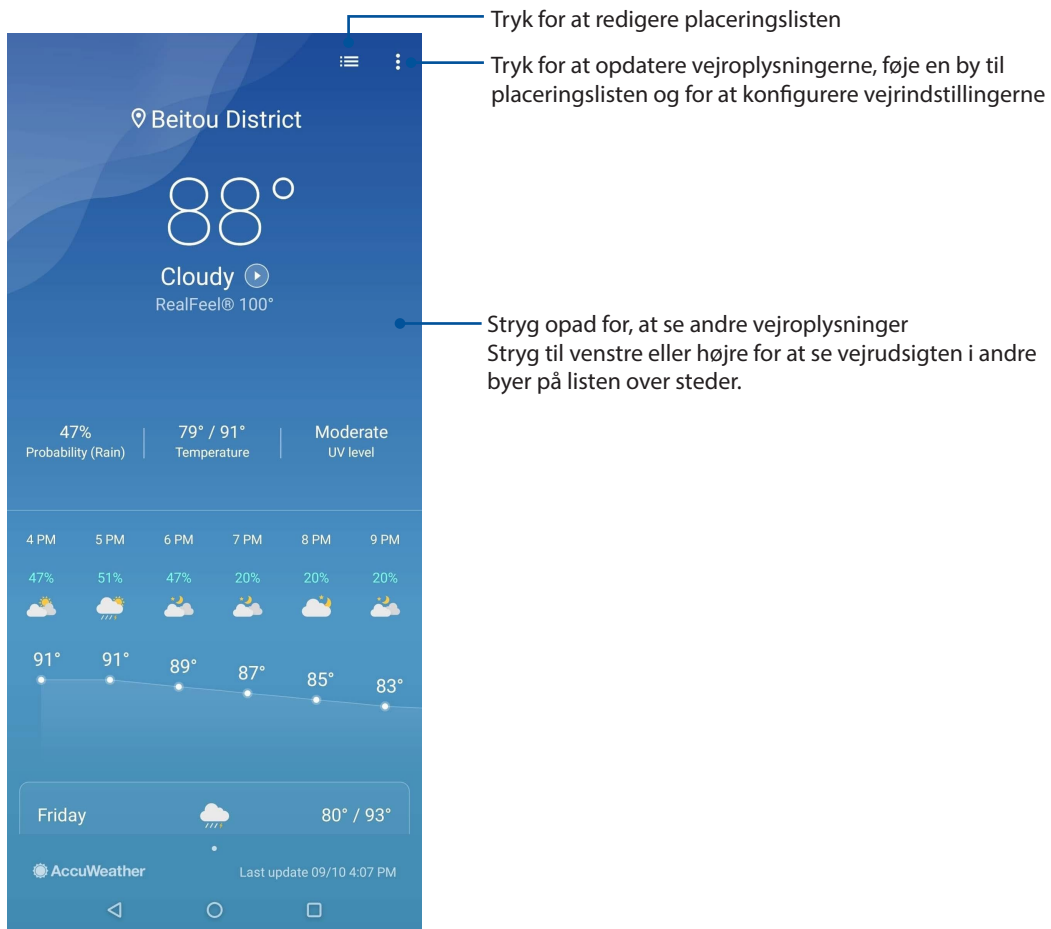 Tryk for at redigere placeringslisten
Tryk for at opdatere vejroplysningerne, føje en by til
placeringslisten og for at konfigurere vejrindstillingerne
Beitou District
88°
Cloudy
RealFeel® 100°
Stryg opad for, at se andre vejroplysninger
Stryg til venstre eller højre for at se vejrudsigten i andre
byer på listen over steder.
47% 79° / 91° Moderate
Probability (Rain) Temperature UV level
4 PM 5 PM 6 PM 7 PM 8 PM 9 PM
47% 51% 47% 20% 20% 20%
91° 91° 89° 87° 85° 83°
Friday 80° / 93°
AccuWeather Last update 09/10 4:07 PM